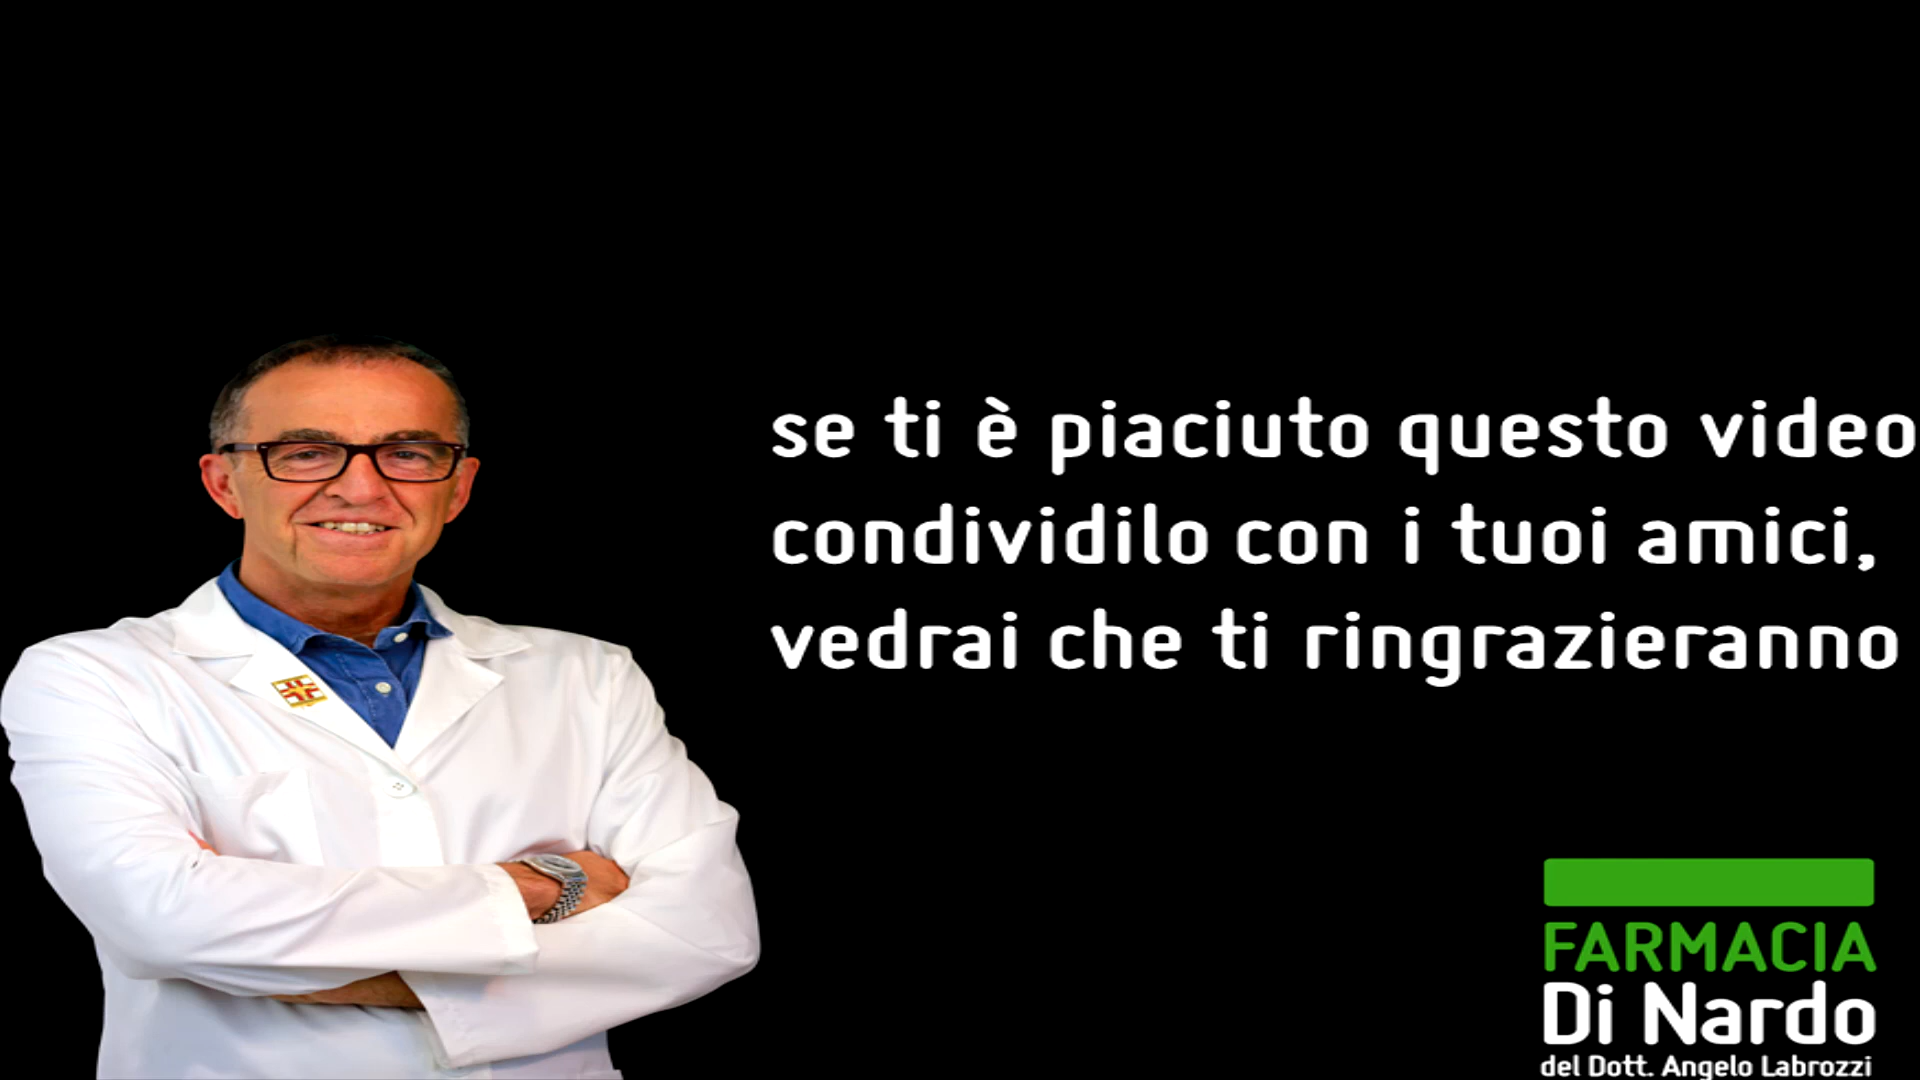 se ti è piaciuto questo video
condividilo con i tuoi amici,
vedrai che ti ringrazieranno
FARMACIA
Di Nardo
del Dott. Angelo Labrozzi